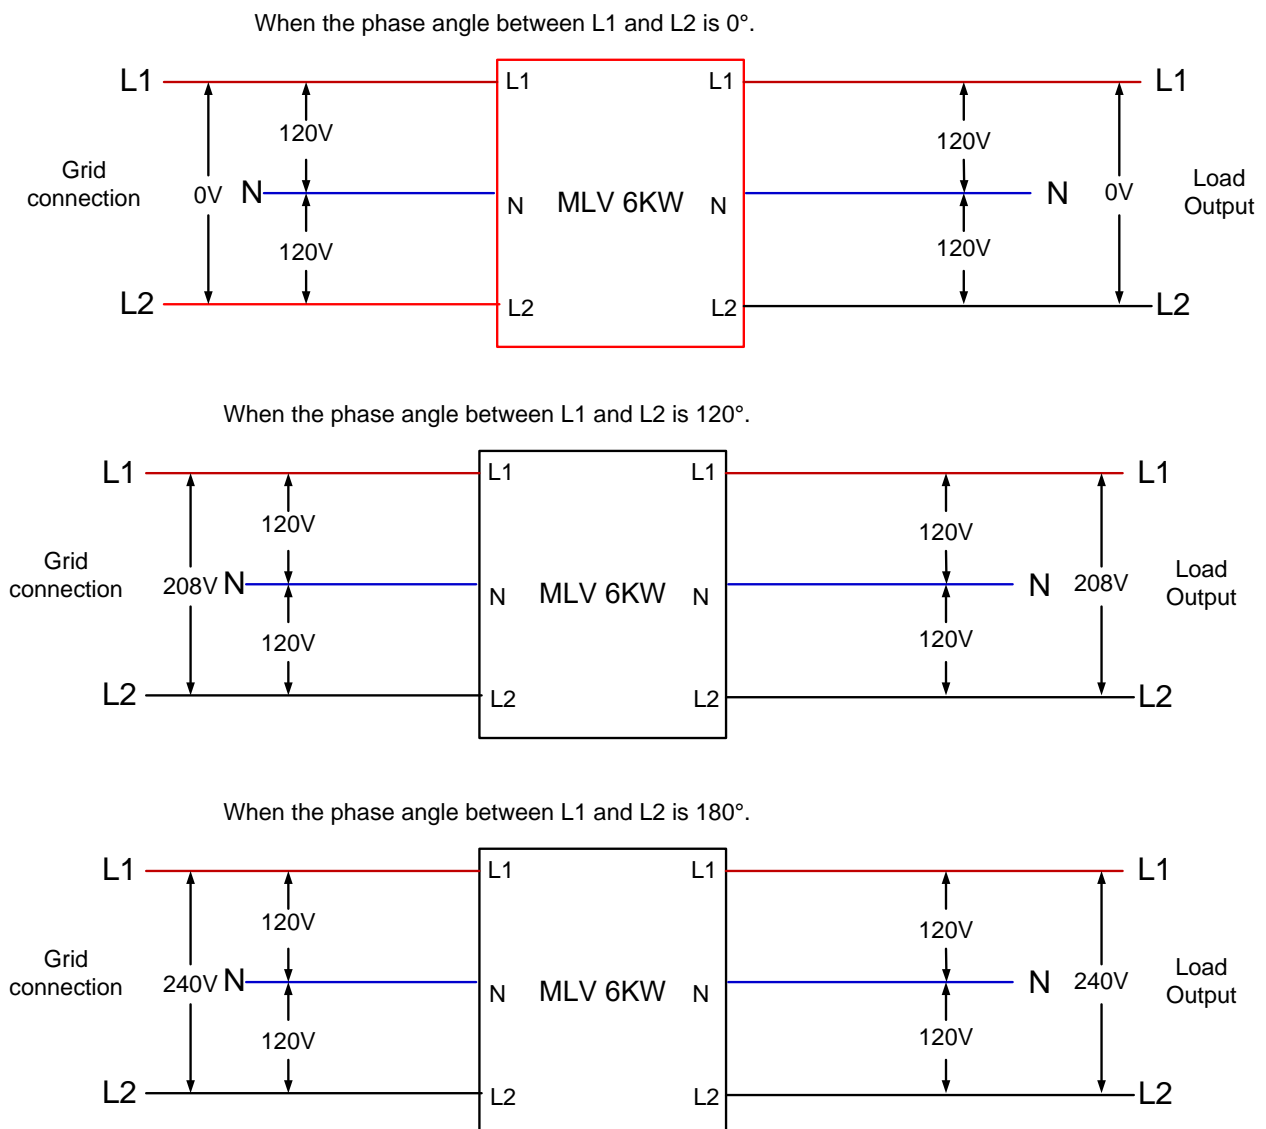 When the phase angle between L1 and L2 is 0°.
L1 L1 L1 L1
120V 120V
Grid connection 0V N N MLV 6KW N N 0V Load Output
120V 120V
L2 L2 L2 L2
When the phase angle between L1 and L2 is 120°.
L1 L1 L1 L1
120V 120V
Grid connection 208V N N MLV 6KW N N 208V Load Output
120V 120V
L2 L2 L2 L2
When the phase angle between L1 and L2 is 180°.
L1 L1 L1 L1
120V 120V
Grid connection 240V N N MLV 6KW N N 240V Load Output
120V 120V
L2 L2 L2 L2